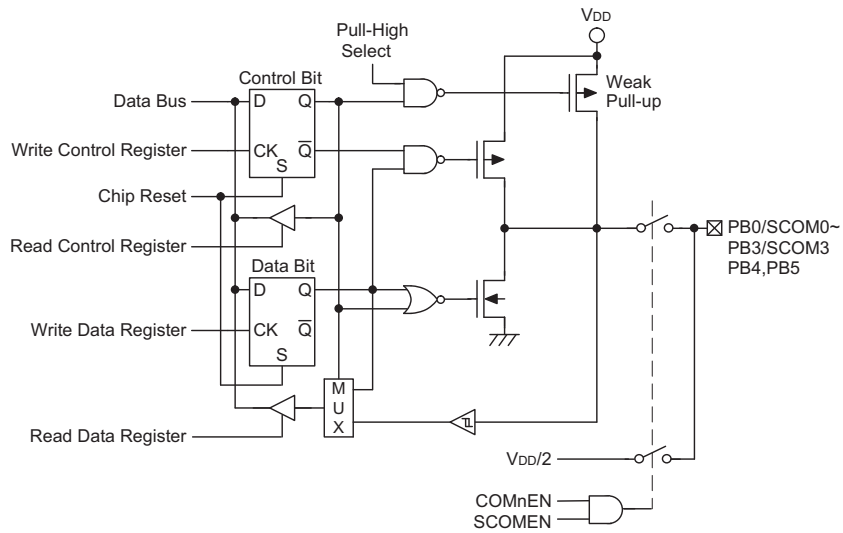 VDD
Pull-High
Select
Control Bit
Weak
Pull-up
Data Bus
D
Q
Write Control Register
CK
Q
S
Chip Reset
Read Control Register
PB0/SCOM0~
PB3/SCOM3
PB4,PB5
Data Bit
D
Q
Write Data Register
CK
Q
S
M
U
X
Read Data Register
VDD/2
COMnEN
SCOMEN